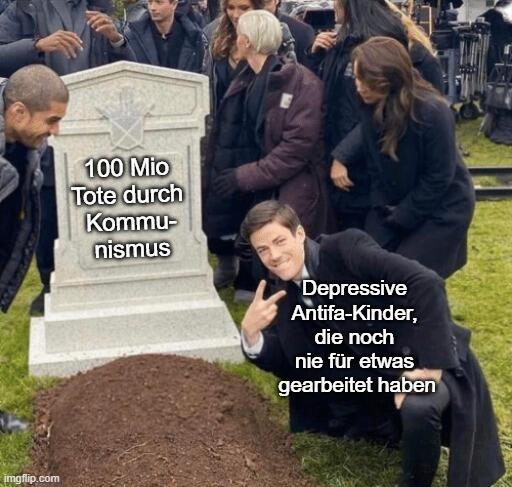 100 Mio
Tote durch
Kommu-
nismus
Depressive
Antifa-Kinder,
die noch
nie für etwas
gearbeitet haben
imgflip.com